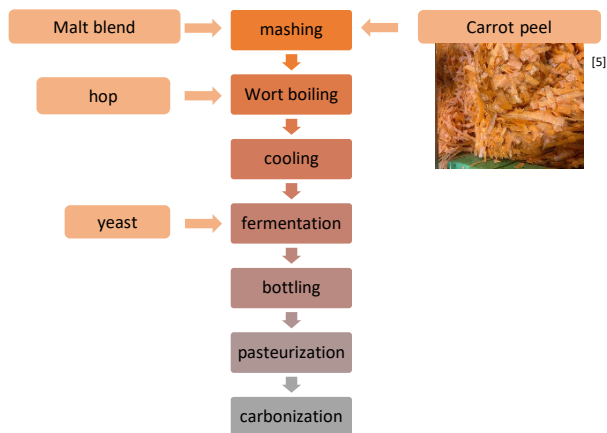 Malt blend
mashing
Carrot peel
[5]
hop
Wort boiling
cooling
yeast
fermentation
bottling
pasteurization
carbonization